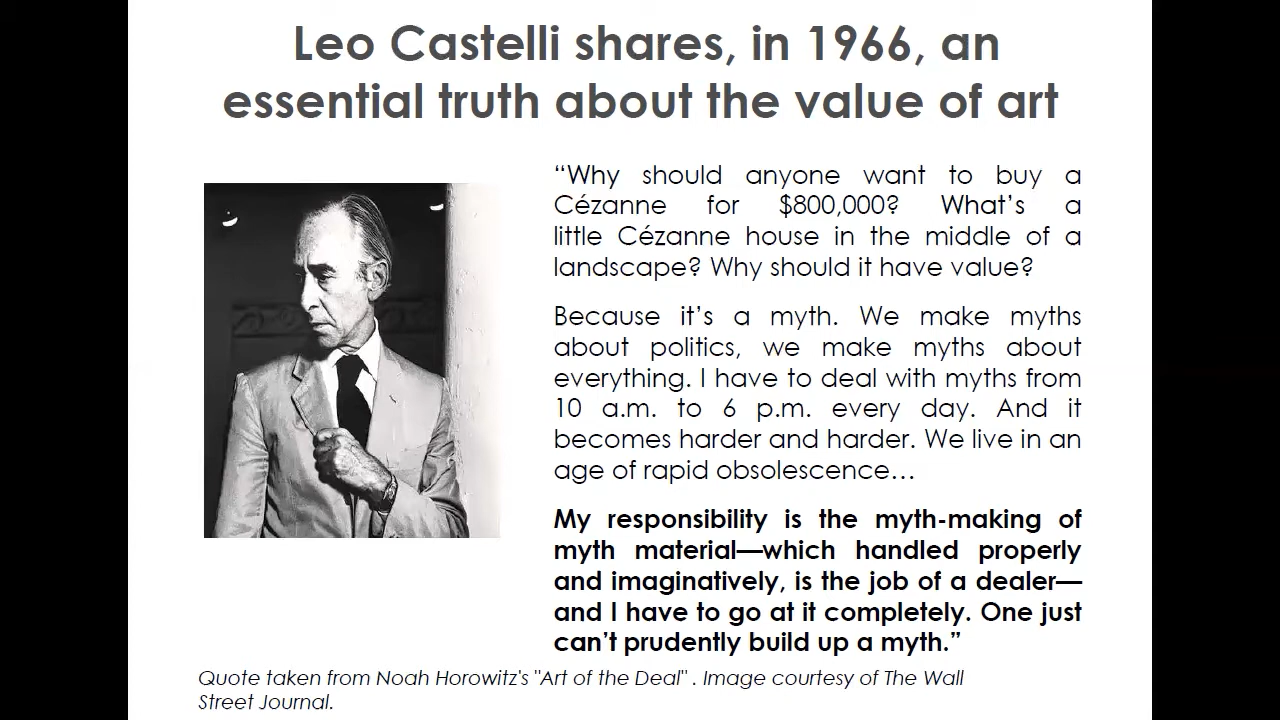 Leo Castelli shares, in 1966, an
essential truth about the value of art
“Why should anyone want to buy a
Cézanne for $800,000? What’s a
little Cézanne house in the middle of a
landscape? Why should it have value?
Because it’s a myth. We make myths
about politics, we make myths about
everything. I have to deal with myths from
10 a.m. to 6 p.m. every day. And it
becomes harder and harder. We live in an
age of rapid obsolescence…
My responsibility is the myth-making of
myth material—which handled properly
and imaginatively, is the job of a dealer—
and I have to go at it completely. One just
can’t prudently build up a myth.”
Quote taken from Noah Horowitz's "Art of the Deal" . Image courtesy of The Wall
Street Journal.